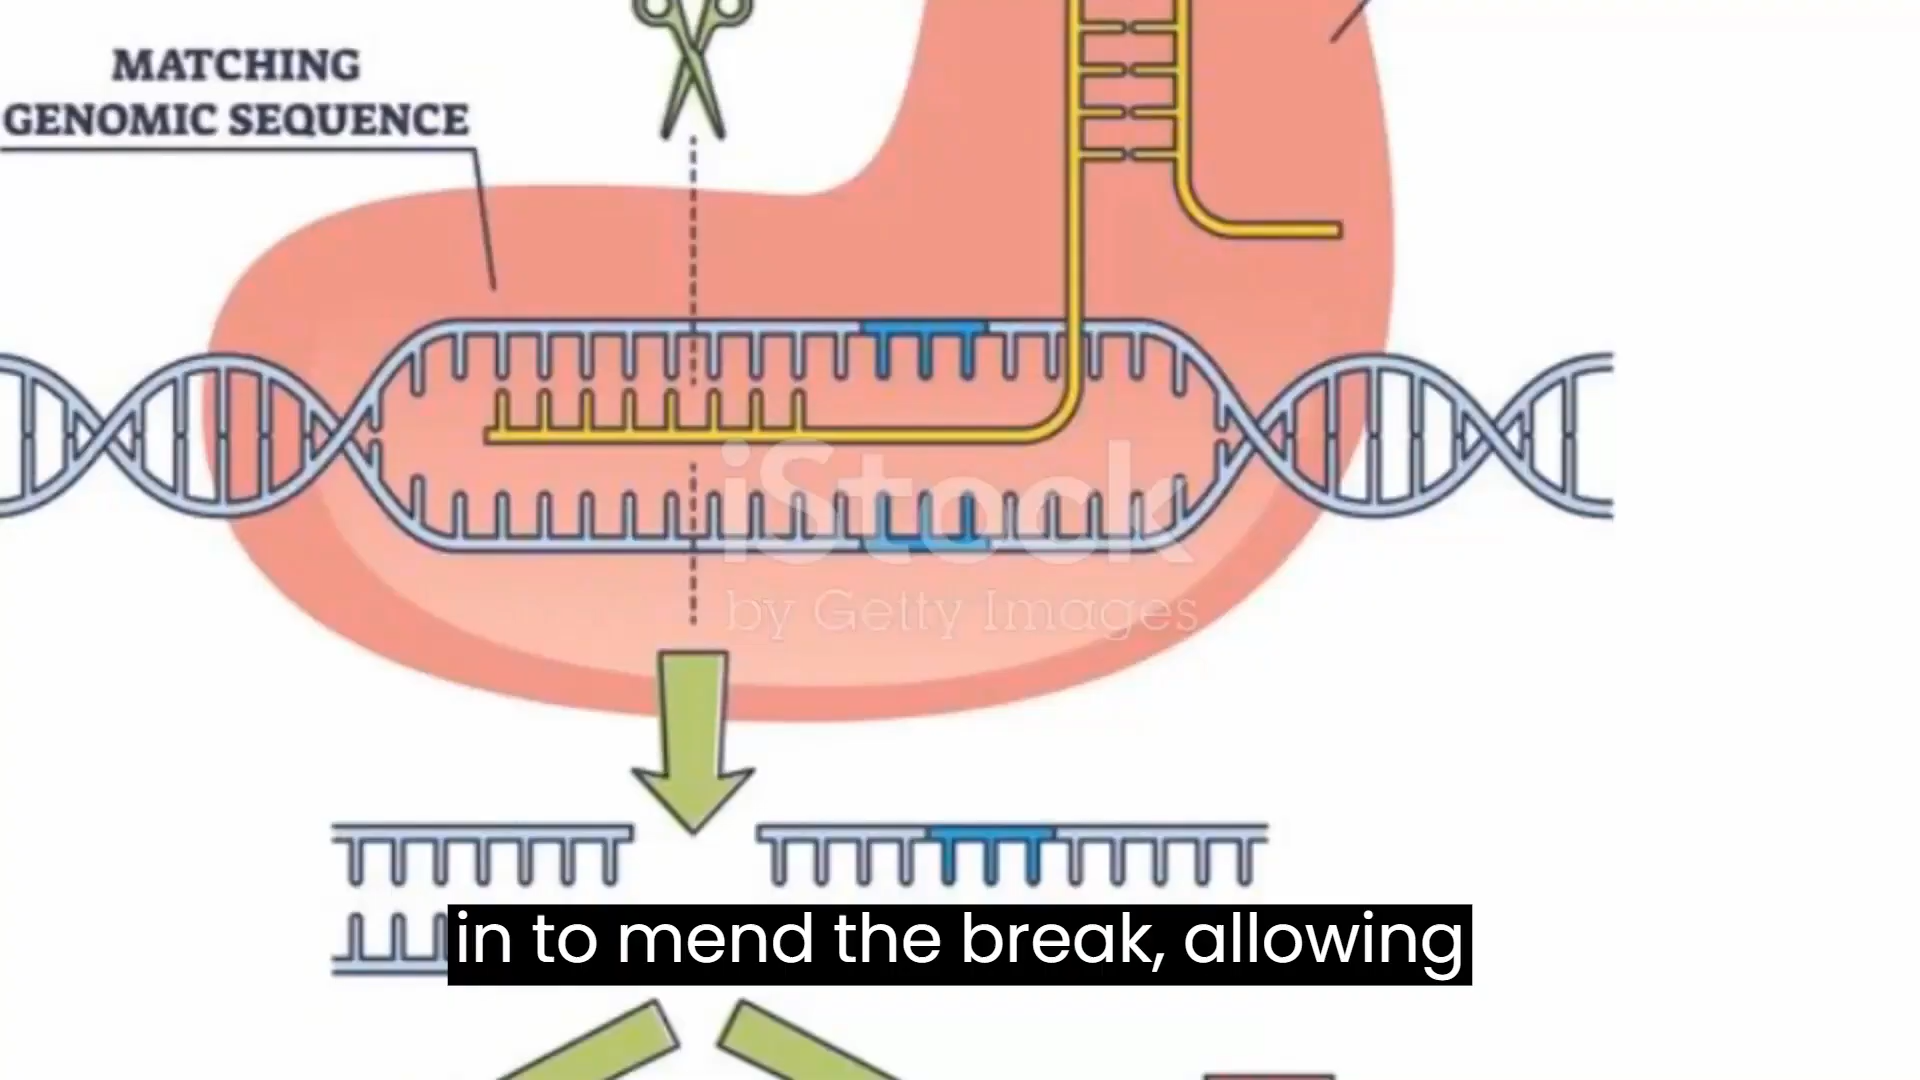 MATCHING
GENOMIC SEQUENCE
iStock
by Getty Images
in to mend the break, allowing